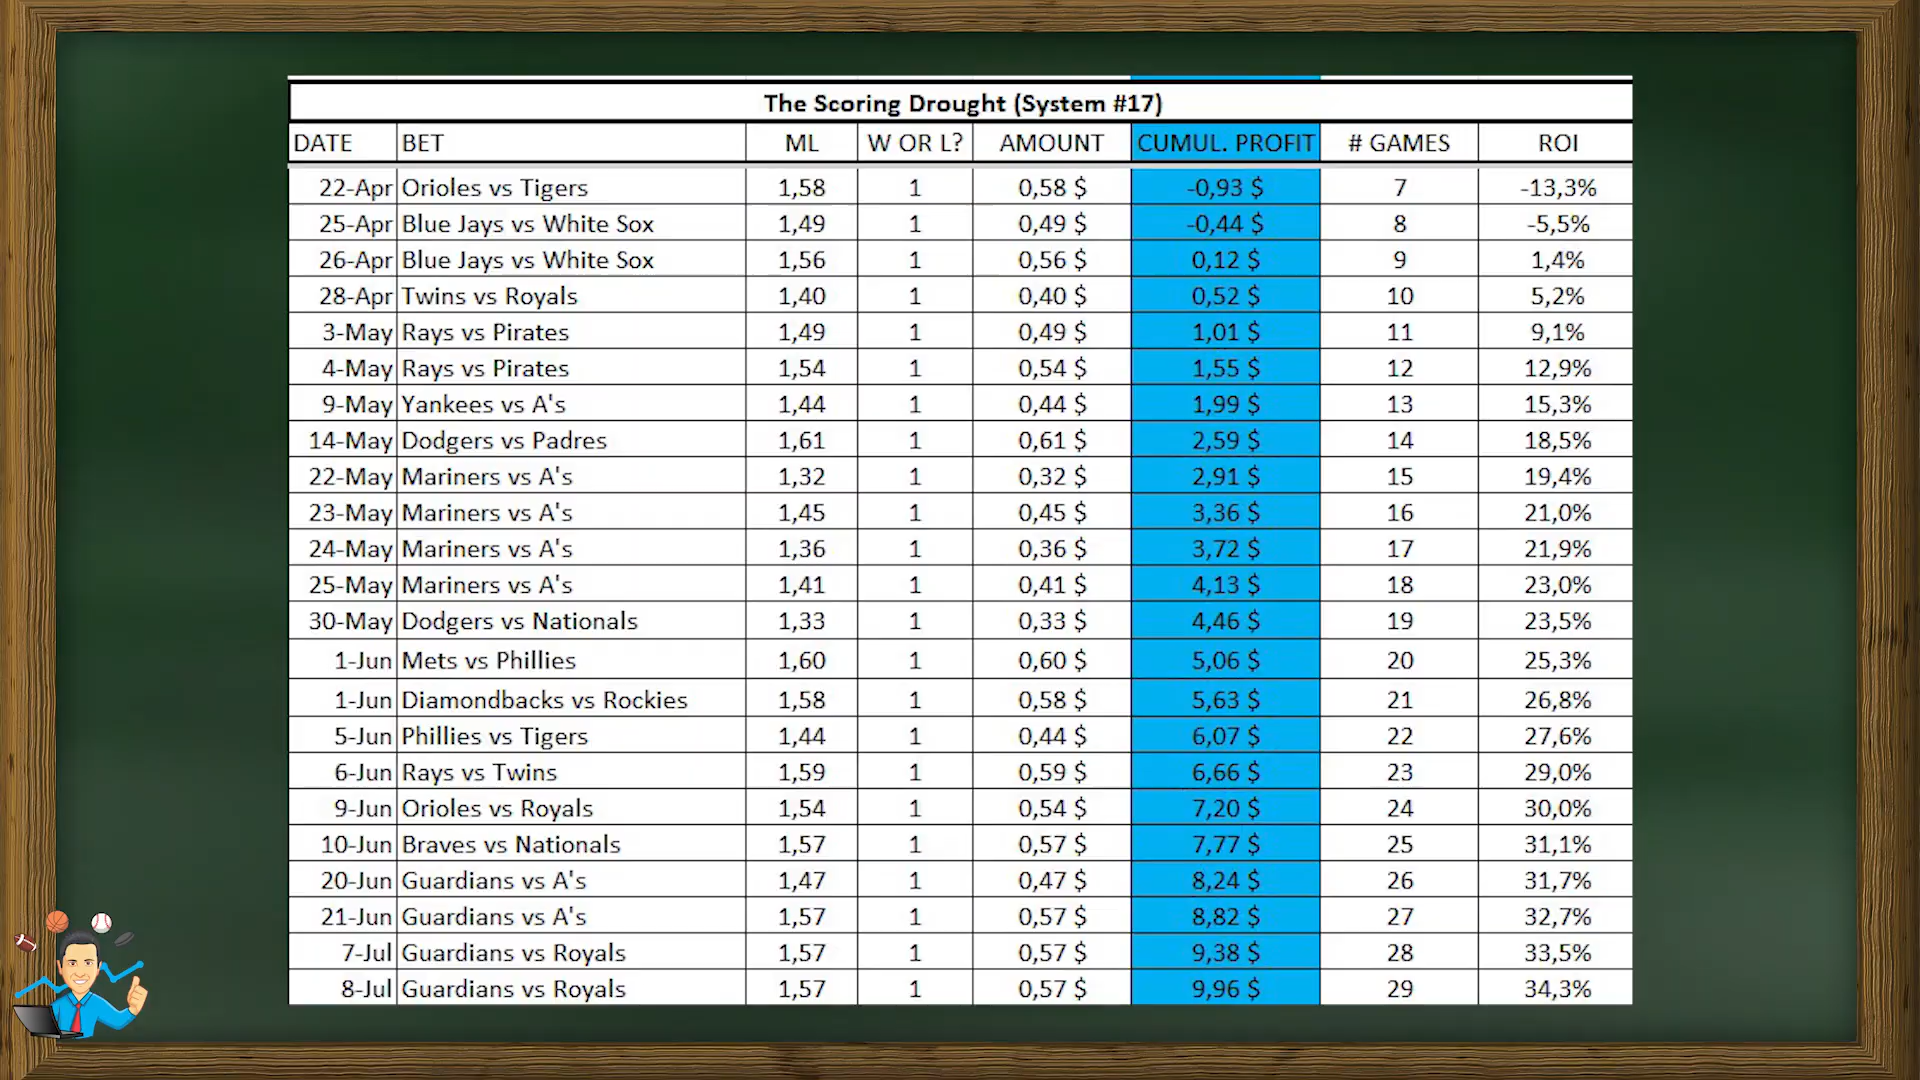 The Scoring Drought (System #17)
DATE BET ML W OR L? AMOUNT CUMUL. PROFIT # GAMES ROI
22-Apr Orioles vs Tigers 1,58 1 0,58 $ -0,93 $ 7 -13,3%
25-Apr Blue Jays vs White Sox 1,49 1 0,49 $ -0,44 $ 8 -5,5%
26-Apr Blue Jays vs White Sox 1,56 1 0,56 $ 0,12 $ 9 1,4%
28-Apr Twins vs Royals 1,40 1 0,40 $ 0,52 $ 10 5,2%
3-May Rays vs Pirates 1,49 1 0,49 $ 1,01 $ 11 9,1%
4-May Rays vs Pirates 1,54 1 0,54 $ 1,55 $ 12 12,9%
9-May Yankees vs A's 1,44 1 0,44 $ 1,99 $ 13 15,3%
14-May Dodgers vs Padres 1,61 1 0,61 $ 2,59 $ 14 18,5%
22-May Mariners vs A's 1,32 1 0,32 $ 2,91 $ 15 19,4%
23-May Mariners vs A's 1,45 1 0,45 $ 3,36 $ 16 21,0%
24-May Mariners vs A's 1,36 1 0,36 $ 3,72 $ 17 21,9%
25-May Mariners vs A's 1,41 1 0,41 $ 4,13 $ 18 23,0%
30-May Dodgers vs Nationals 1,33 1 0,33 $ 4,46 $ 19 23,5%
1-Jun Mets vs Phillies 1,60 1 0,60 $ 5,06 $ 20 25,3%
1-Jun Diamondbacks vs Rockies 1,58 1 0,58 $ 5,63 $ 21 26,8%
5-Jun Phillies vs Tigers 1,44 1 0,44 $ 6,07 $ 22 27,6%
6-Jun Rays vs Twins 1,59 1 0,59 $ 6,66 $ 23 29,0%
9-Jun Orioles vs Royals 1,54 1 0,54 $ 7,20 $ 24 30,0%
10-Jun Braves vs Nationals 1,57 1 0,57 $ 7,77 $ 25 31,1%
20-Jun Guardians vs A's 1,47 1 0,47 $ 8,24 $ 26 31,7%
21-Jun Guardians vs A's 1,57 1 0,57 $ 8,82 $ 27 32,7%
7-Jul Guardians vs Royals 1,57 1 0,57 $ 9,38 $ 28 33,5%
8-Jul Guardians vs Royals 1,57 1 0,57 $ 9,96 $ 29 34,3%